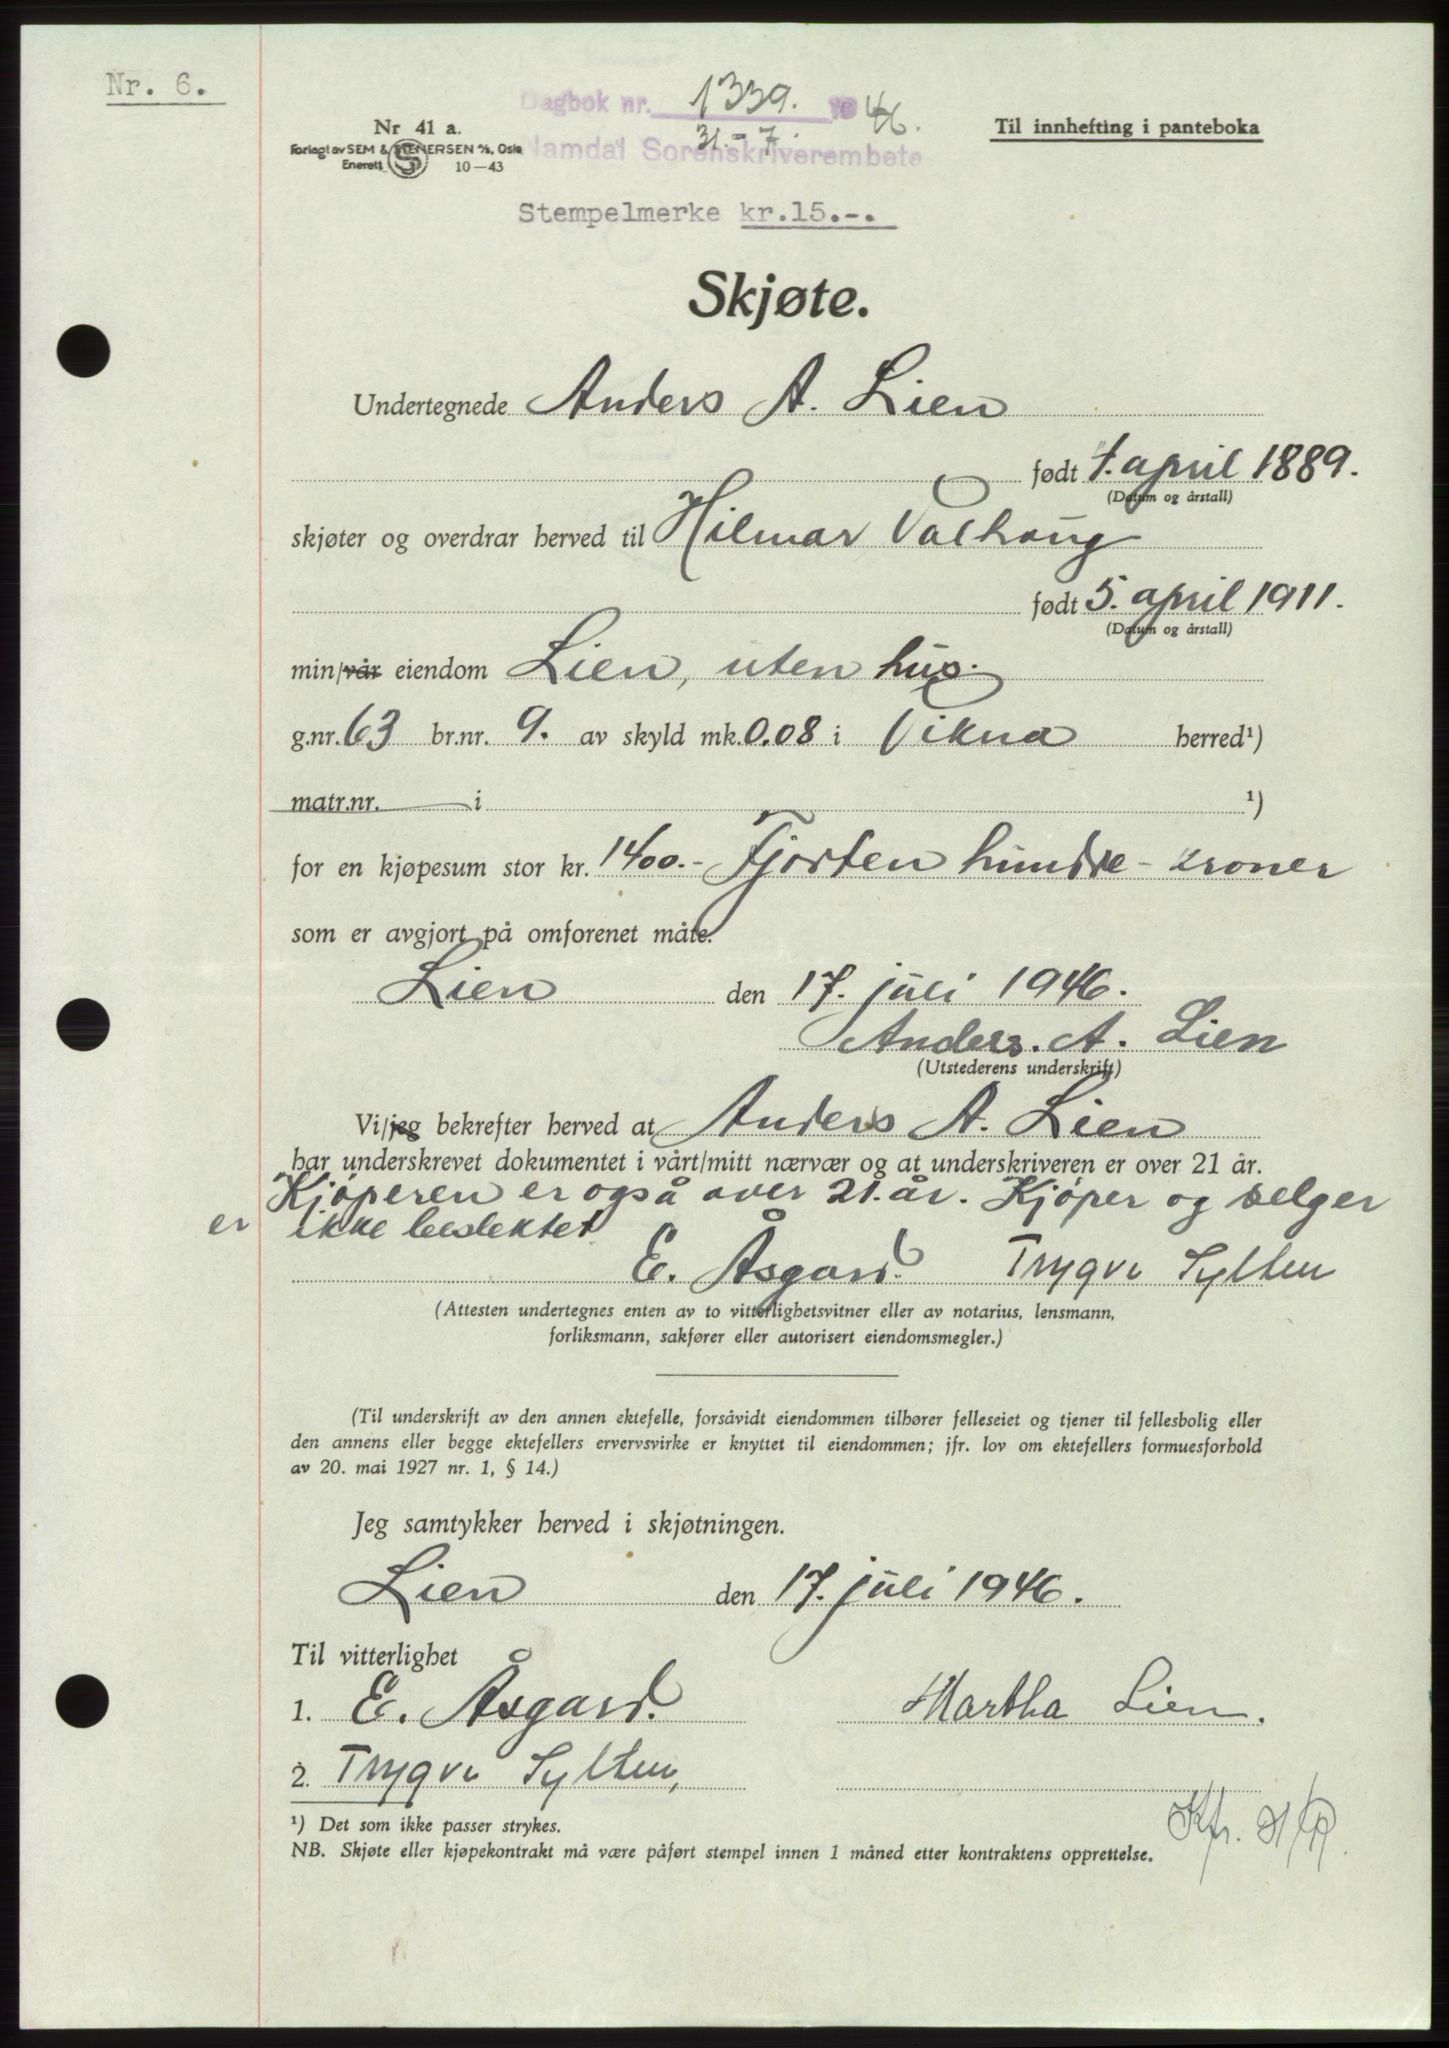 Nr. 6.
Dagbok nr. 1339. 1946.
31. - 7.
Namdal Sorenskriverembete
Nr 41 a.
Forlagt av SEM & STENERSEN A/S, Oslo
Enerett S 10-43
Til innhefting i panteboka
Stempelmerke kr.15.-.
Skjøte.
Undertegnede Anders A. Lien
født 4. april 1889.
(Datum og årstall)
skjøter og overdrar herved til Hilmar Valhaug
født 5. april 1911.
(Datum og årstall)
min/vår eiendom Lien, uten hus.
g.nr. 63 br.nr. 9. av skyld mk. 0.08 i Vikna herred¹)
matr.nr. i ¹)
for en kjøpesum stor kr. 1400.- Fjorten hundre - kroner
som er avgjort på omforenet måte.
Lien den 17. juli 1946.
Anders. A. Lien
(Utstederens underskrift)
Vi/jeg bekrefter herved at Anders A. Lien
har underskrevet dokumentet i vårt/mitt nærvær og at underskriveren er over 21 år.
Kjøperen er også over 21. år. Kjøper og selger
er ikke beslektet
E. Åsgard. Trygve Sylten
(Attesten undertegnes enten av to vitterlighetsvitner eller av notarius, lensmann,
forliksmann, sakfører eller autorisert eiendomsmegler.)
(Til underskrift av den annen ektefelle, forsåvidt eiendommen tilhører felleseiet og tjener til fellesbolig eller
den annens eller begge ektefellers ervervsvirke er knyttet til eiendommen; jfr. lov om ektefellers formuesforhold
av 20. mai 1927 nr. 1, § 14.)
Jeg samtykker herved i skjøtningen.
Lien den 17. juli 1946.
Til vitterlighet
1. E. Åsgard. Martha Lien.
2. Trygve Sylten,
¹) Det som ikke passer strykes.
NB. Skjøte eller kjøpekontrakt må være påført stempel innen 1 måned etter kontraktens opprettelse.
Kfr.